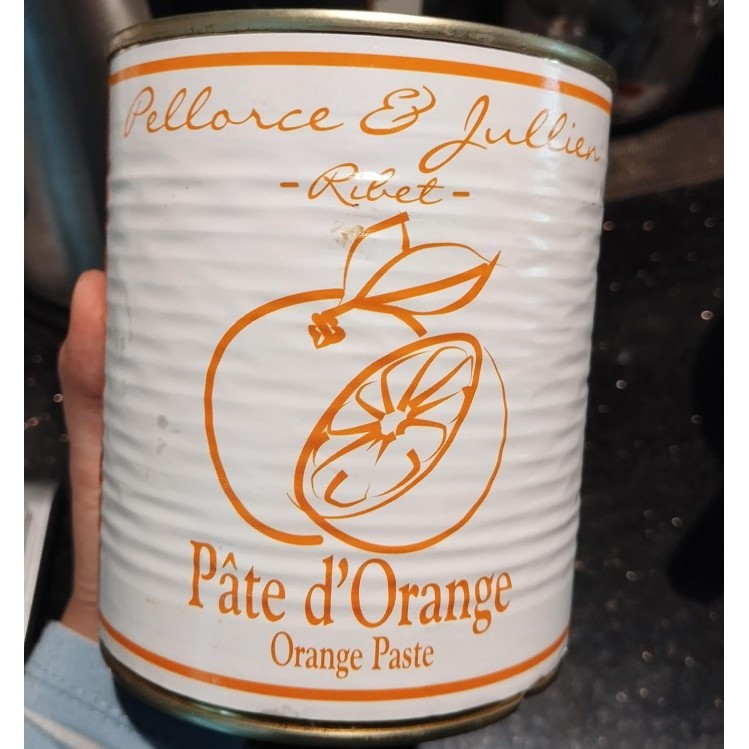 Pellorce & Jullien
- Ribet -
Pâte d'Orange
Orange Paste